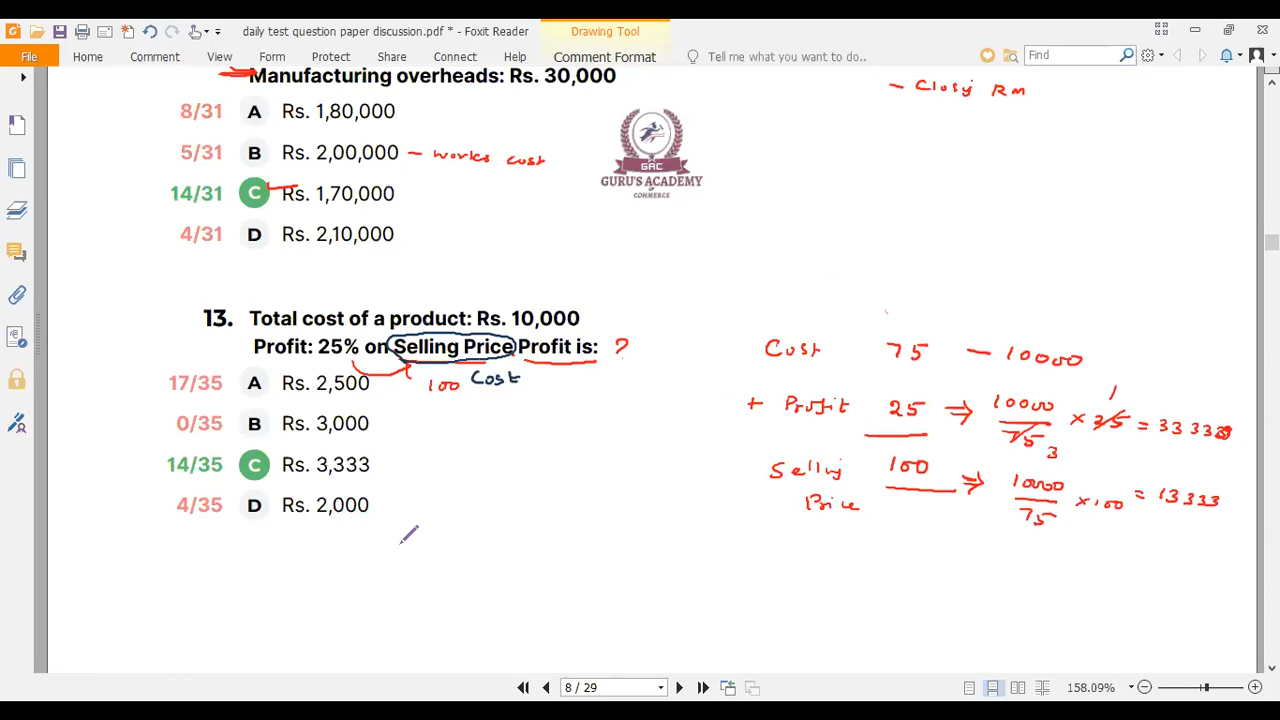 daily test question paper discussion.pdf * - Foxit Reader
Drawing Tool
File Home Comment View Form Protect Share Connect Help Comment Format Tell me what you want to do... Find
Manufacturing overheads: Rs. 30,000
- Closij RM
8/31 A Rs. 1,80,000
5/31 B Rs. 2,00,000 - works cost
GAC
GURU'S ACADEMY
OF
COMMERCE
14/31 C Rs. 1,70,000
4/31 D Rs. 2,10,000
13. Total cost of a product: Rs. 10,000
Profit: 25% on Selling Price Profit is: ?
100 Cost
17/35 A Rs. 2,500
0/35 B Rs. 3,000
14/35 C Rs. 3,333
4/35 D Rs. 2,000
Cost 75 - 10000
+ Profit 25 ⇒ 10000/75 3 × 25 1 = 3333
Selling 100 ⇒ 10000/75 × 100 = 13333
Price
8 / 29
158.09%